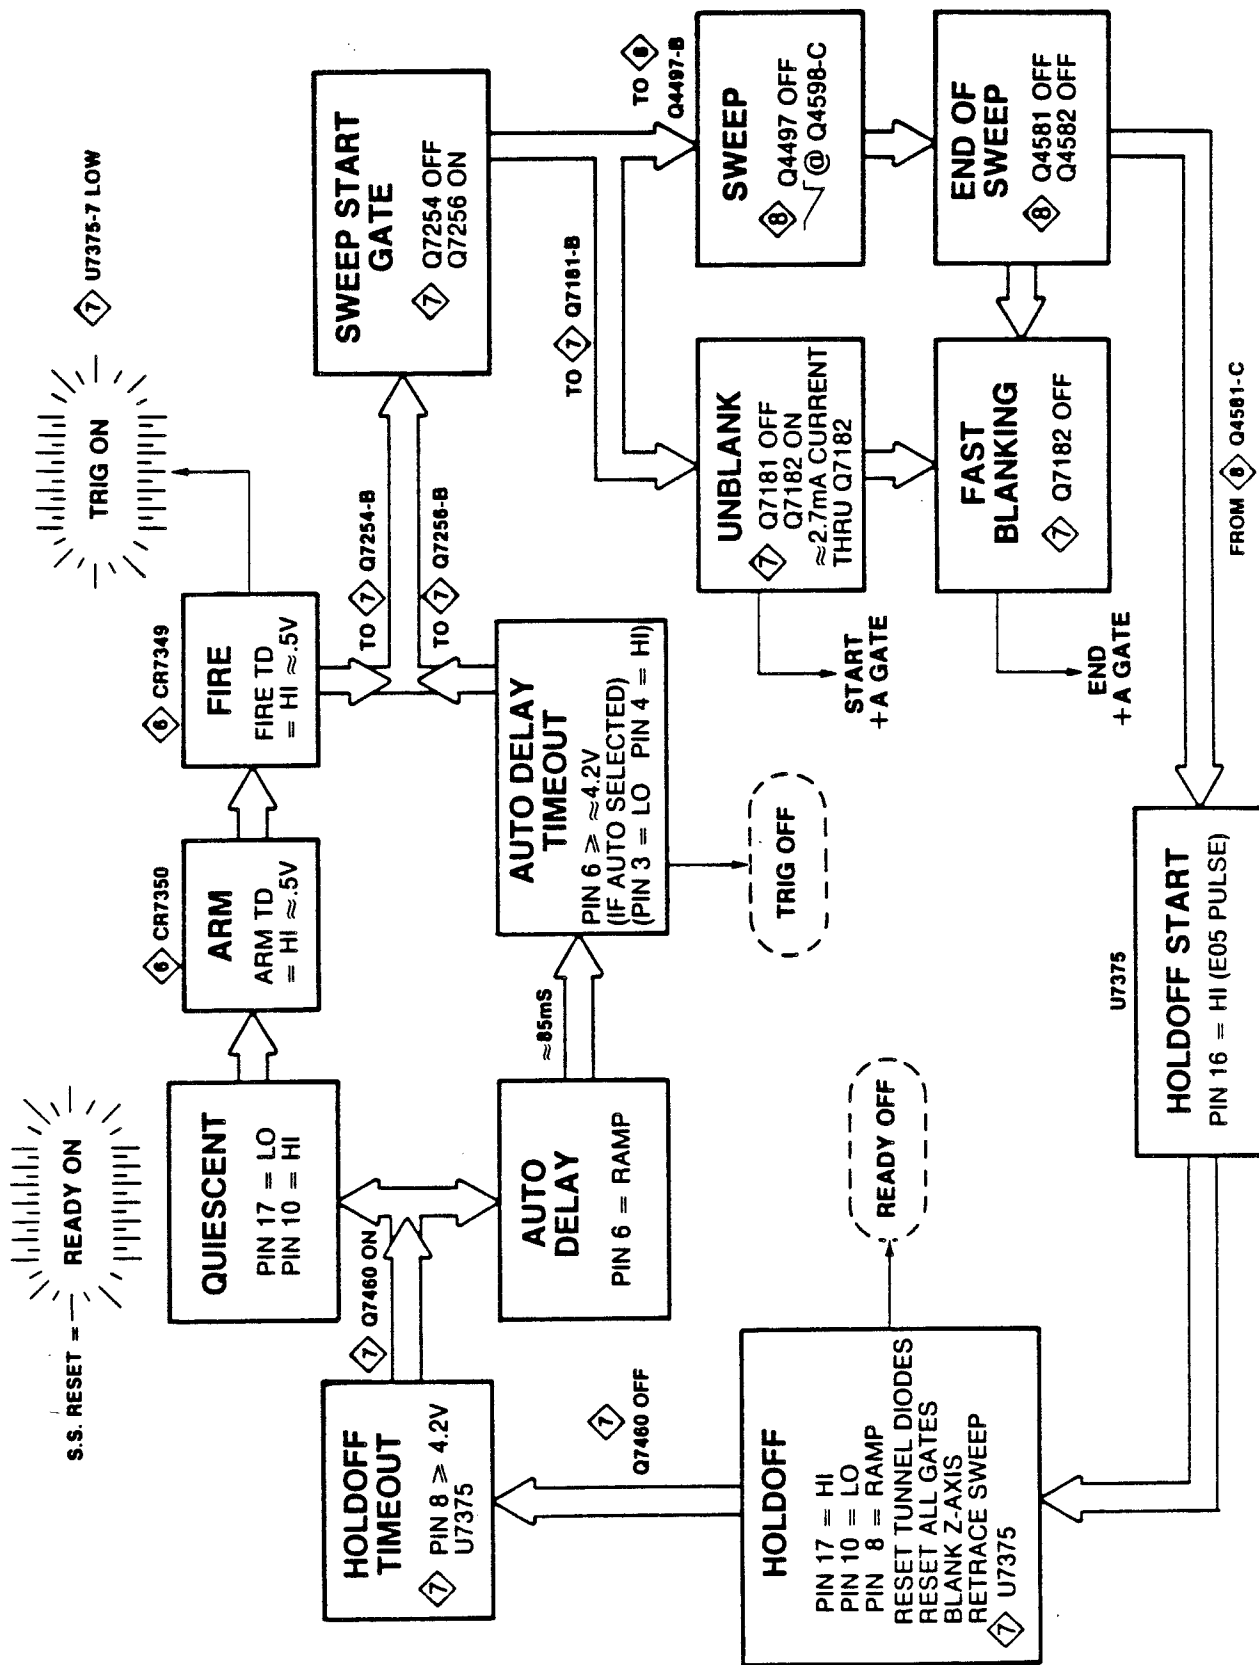 S.S. RESET =
READY ON
QUIESCENT
PIN 17 = LO
PIN 10 = HI
6 CR7350
ARM
ARM TD
= HI ≈.5V
6 CR7349
FIRE
FIRE TD
= HI ≈.5V
TRIG ON
7 U7375-7 LOW
HOLDOFF
TIMEOUT
7 PIN 8 ⩾ 4.2V
U7375
7 Q7460 ON
AUTO
DELAY
PIN 6 = RAMP
≈85mS
AUTO DELAY
TIMEOUT
PIN 6 ⩾ ≈4.2V
(IF AUTO SELECTED)
(PIN 3 = LO PIN 4 = HI)
TRIG OFF
TO 7 Q7254-B
TO 7 Q7256-B
SWEEP START
GATE
7 Q7254 OFF
Q7256 ON
TO 7 Q7181-B
TO 8
Q4497-B
7
Q7460 OFF
HOLDOFF
PIN 17 = HI
PIN 10 = LO
PIN 8 = RAMP
RESET TUNNEL DIODES
RESET ALL GATES
BLANK Z-AXIS
RETRACE SWEEP
7 U7375
READY OFF
UNBLANK
7 Q7181 OFF
Q7182 ON
≈2.7mA CURRENT
THRU Q7182
START
+A GATE
SWEEP
8 Q4497 OFF
@ Q4598-C
FAST
BLANKING
7 Q7182 OFF
END
+A GATE
END OF
SWEEP
8 Q4581 OFF
Q4582 OFF
FROM 8 Q4581-C
U7375
HOLDOFF START
PIN 16 = HI (E05 PULSE)